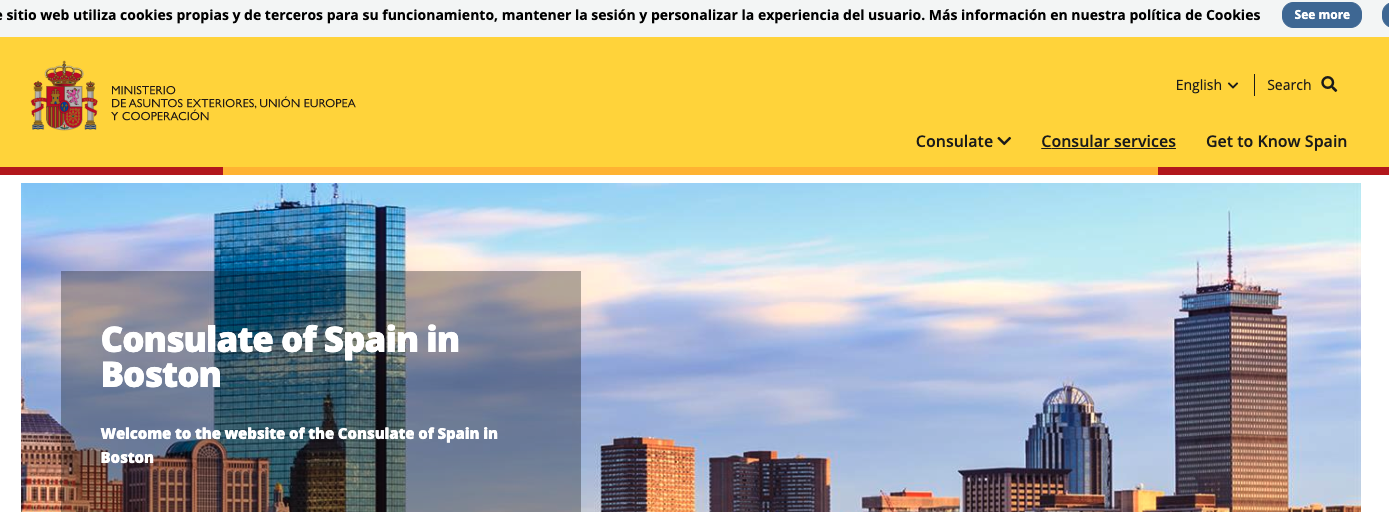 sitio web utiliza cookies propias y de terceros para su funcionamiento, mantener la sesión y personalizar la experiencia del usuario. Más información en nuestra política de Cookies See more
MINISTERIO
DE ASUNTOS EXTERIORES, UNIÓN EUROPEA
Y COOPERACIÓN
English Search
Consulate Consular services Get to Know Spain
Consulate of Spain in
Boston
Welcome to the website of the Consulate of Spain in
Boston